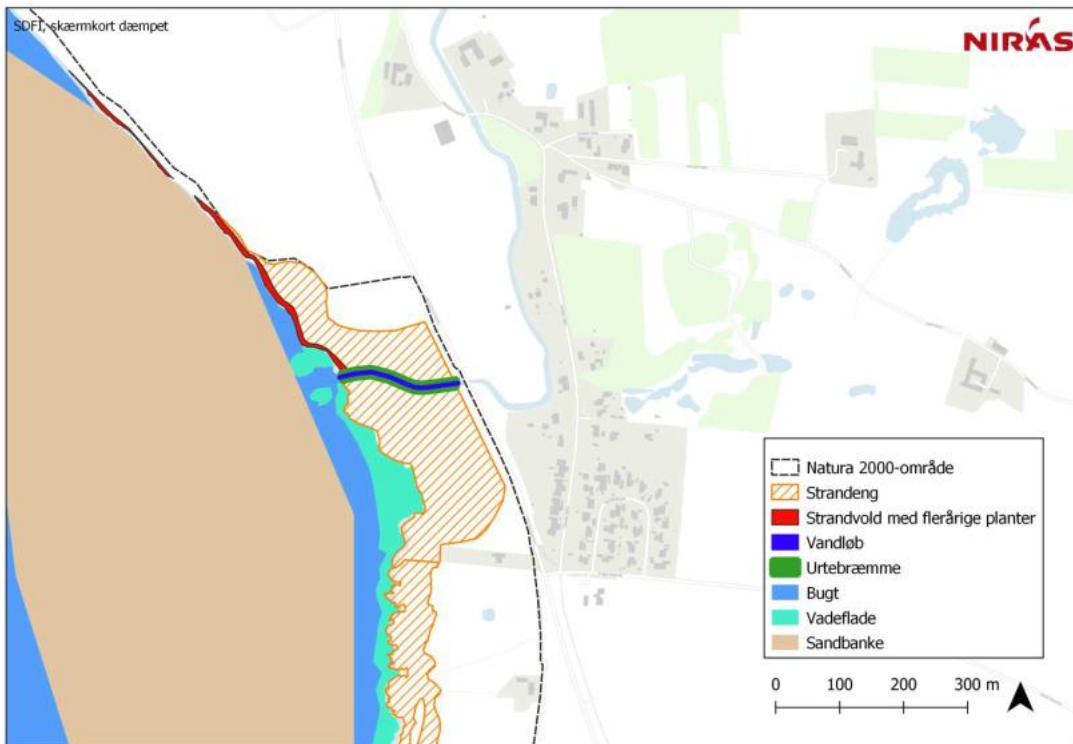 SDFI, skærmkort dæmpet
NIRAS
Natura 2000-område
Strandeng
Strandvold med flerårige planter
Vandløb
Urtebræmme
Bugt
Vadeflade
Sandbanke
0 100 200 300 m